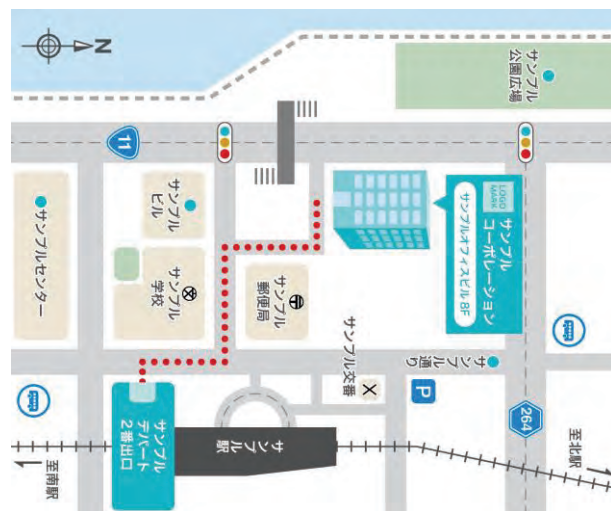 N
11
264
サンプル
公園広場
LOGO
MARK
サンプル
コーポレーション
サンプルオフィスビル 8F
サンプル
ビル
サンプルセンター
サンプル
学校
サンプル
郵便局
サンプル交番
サンプル通り
P
サンプル駅
サンプル
デパート
2番出口
至北駅
至南駅